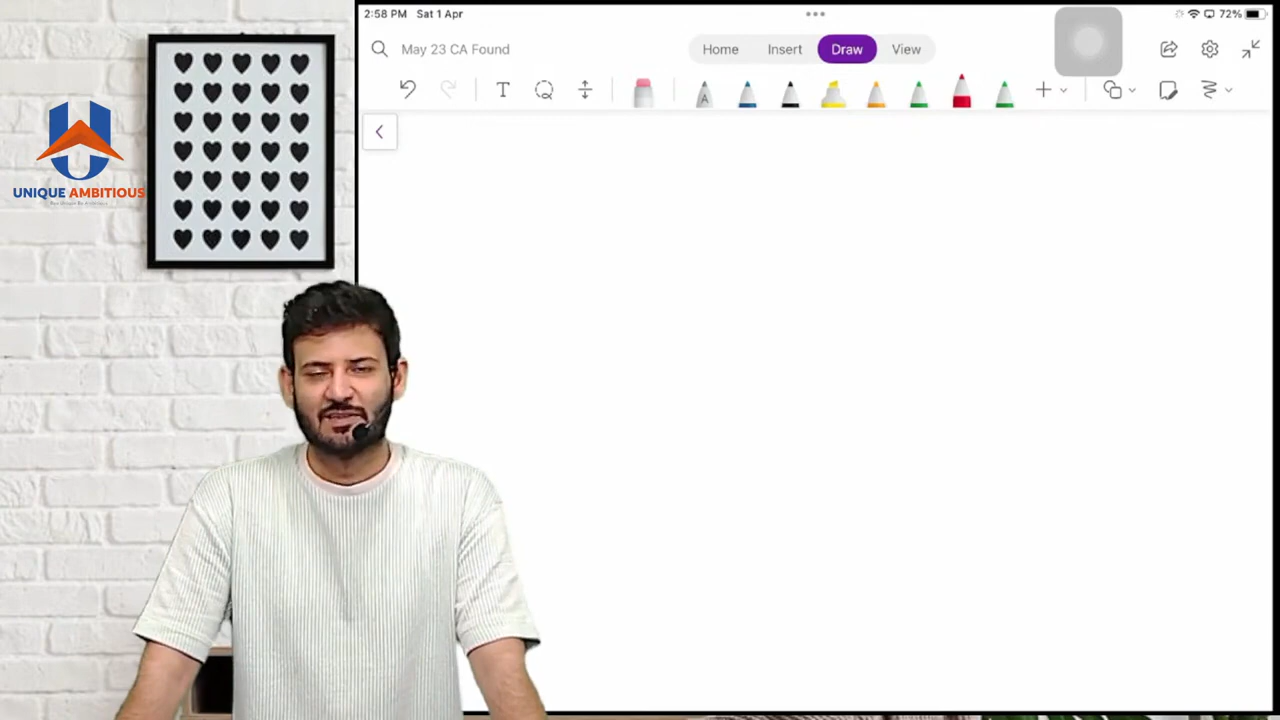 2:58 PM Sat 1 Apr
72%
May 23 CA Found
Home Insert Draw View
T
A
UNIQUE AMBITIOUS